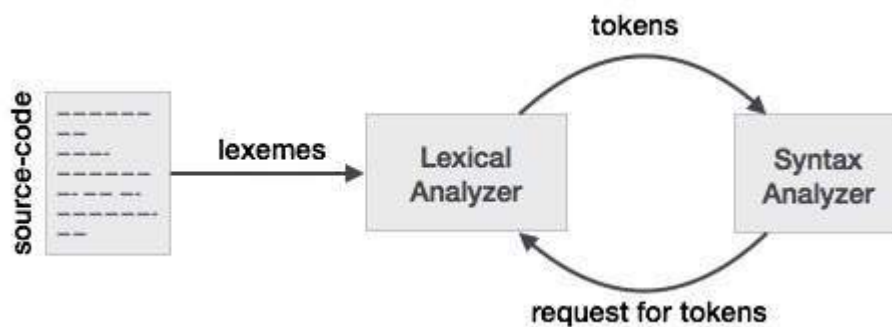 tokens
source-code
lexemes
Lexical
Analyzer
Syntax
Analyzer
request for tokens